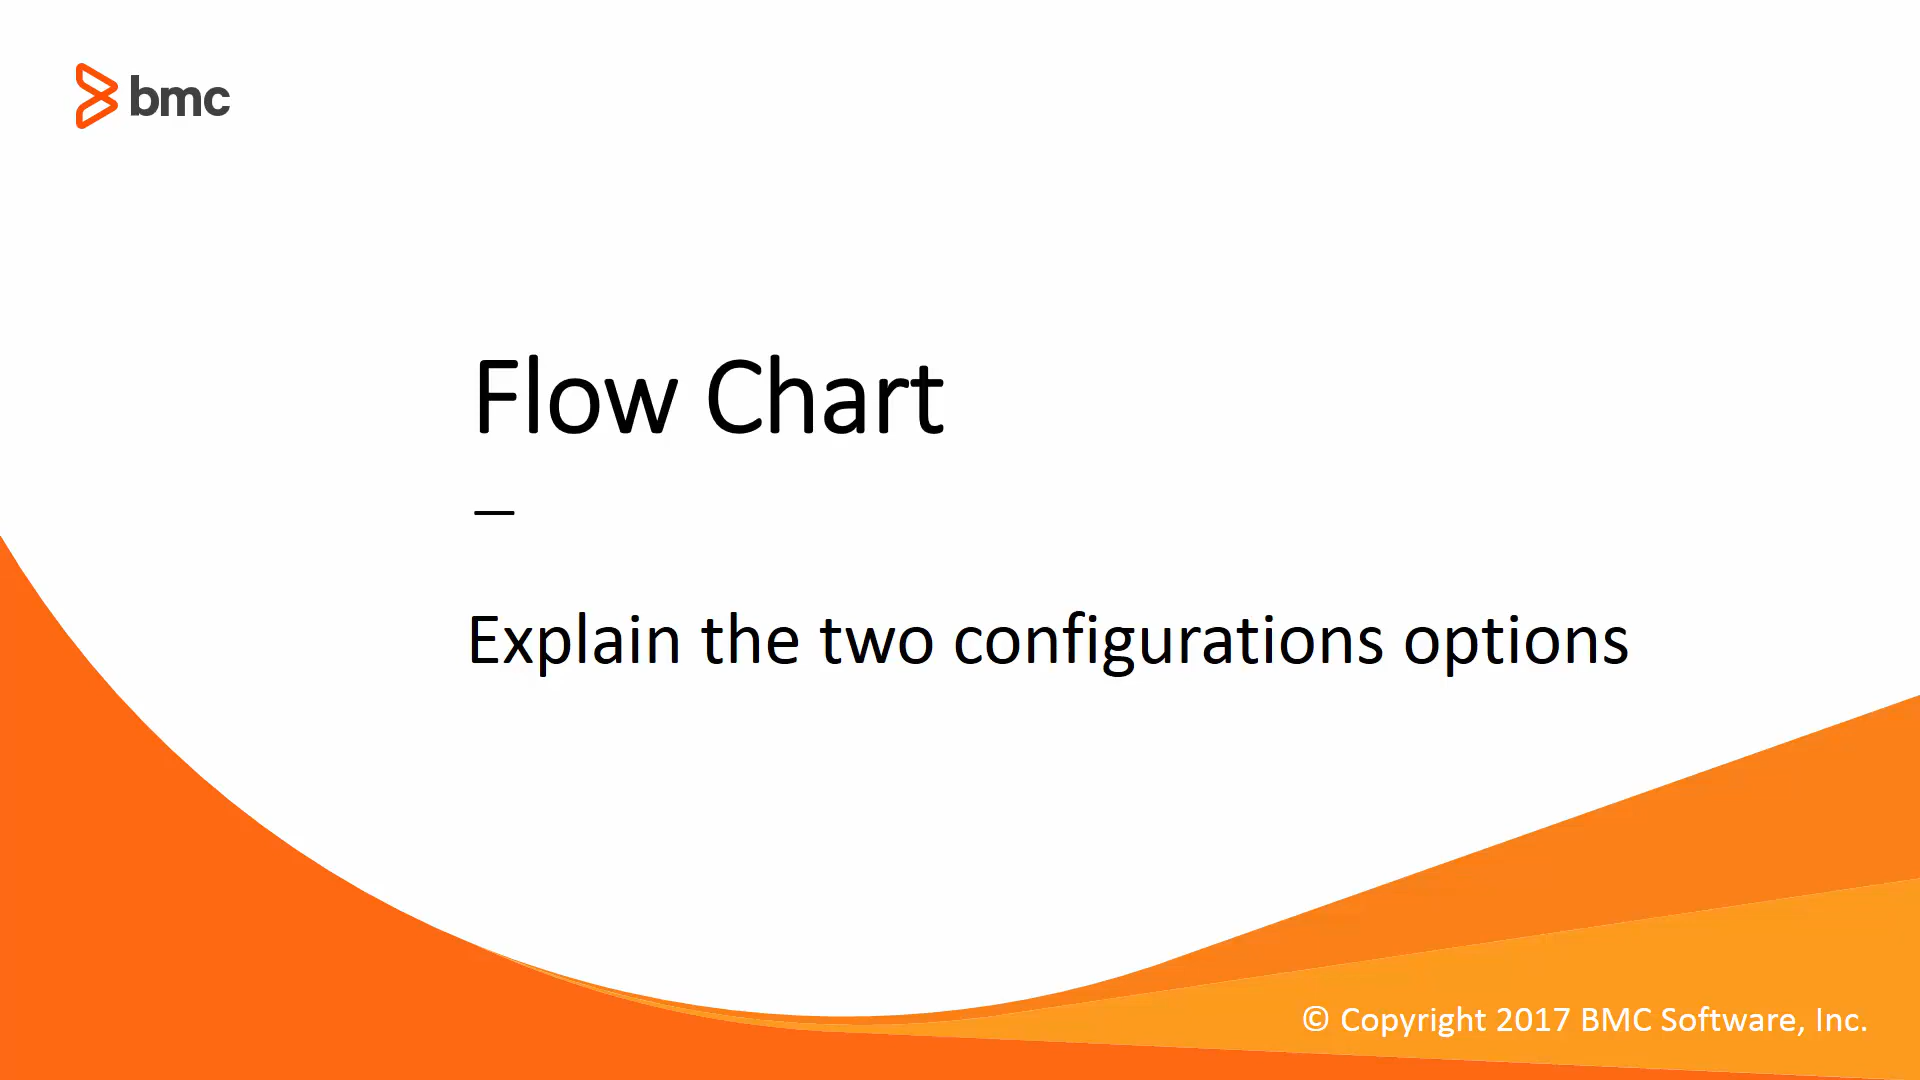 bmc
Flow Chart
Explain the two configurations options
© Copyright 2017 BMC Software, Inc.